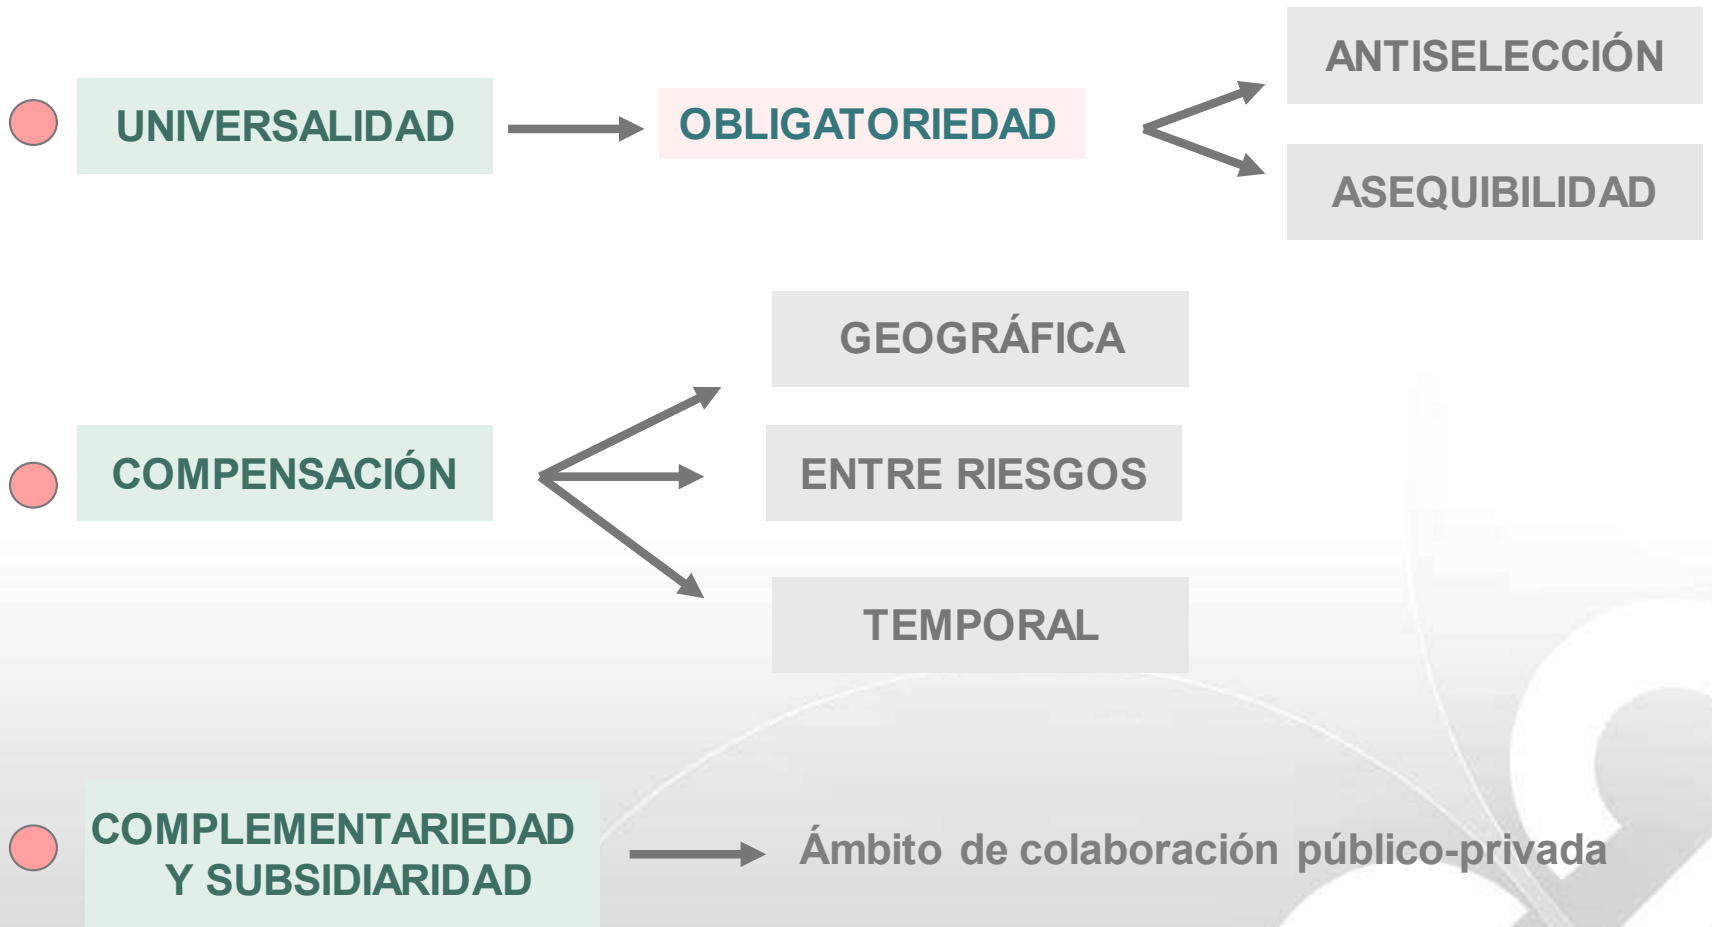 UNIVERSALIDAD
OBLIGATORIEDAD
ANTISELECCIÓN
ASEQUIBILIDAD
COMPENSACIÓN
GEOGRÁFICA
ENTRE RIESGOS
TEMPORAL
COMPLEMENTARIEDAD
Y SUBSIDIARIDAD
Ámbito de colaboración público-privada